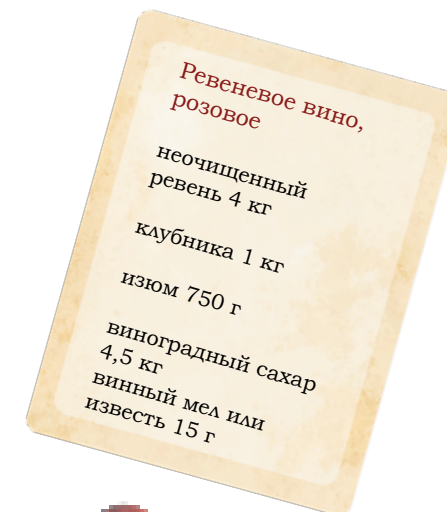 Ревеневое вино,
розовое
неочищенный
ревень 4 кг
клубника 1 кг
изюм 750 г
виноградный сахар
4,5 кг
винный мел или
известь 15 г